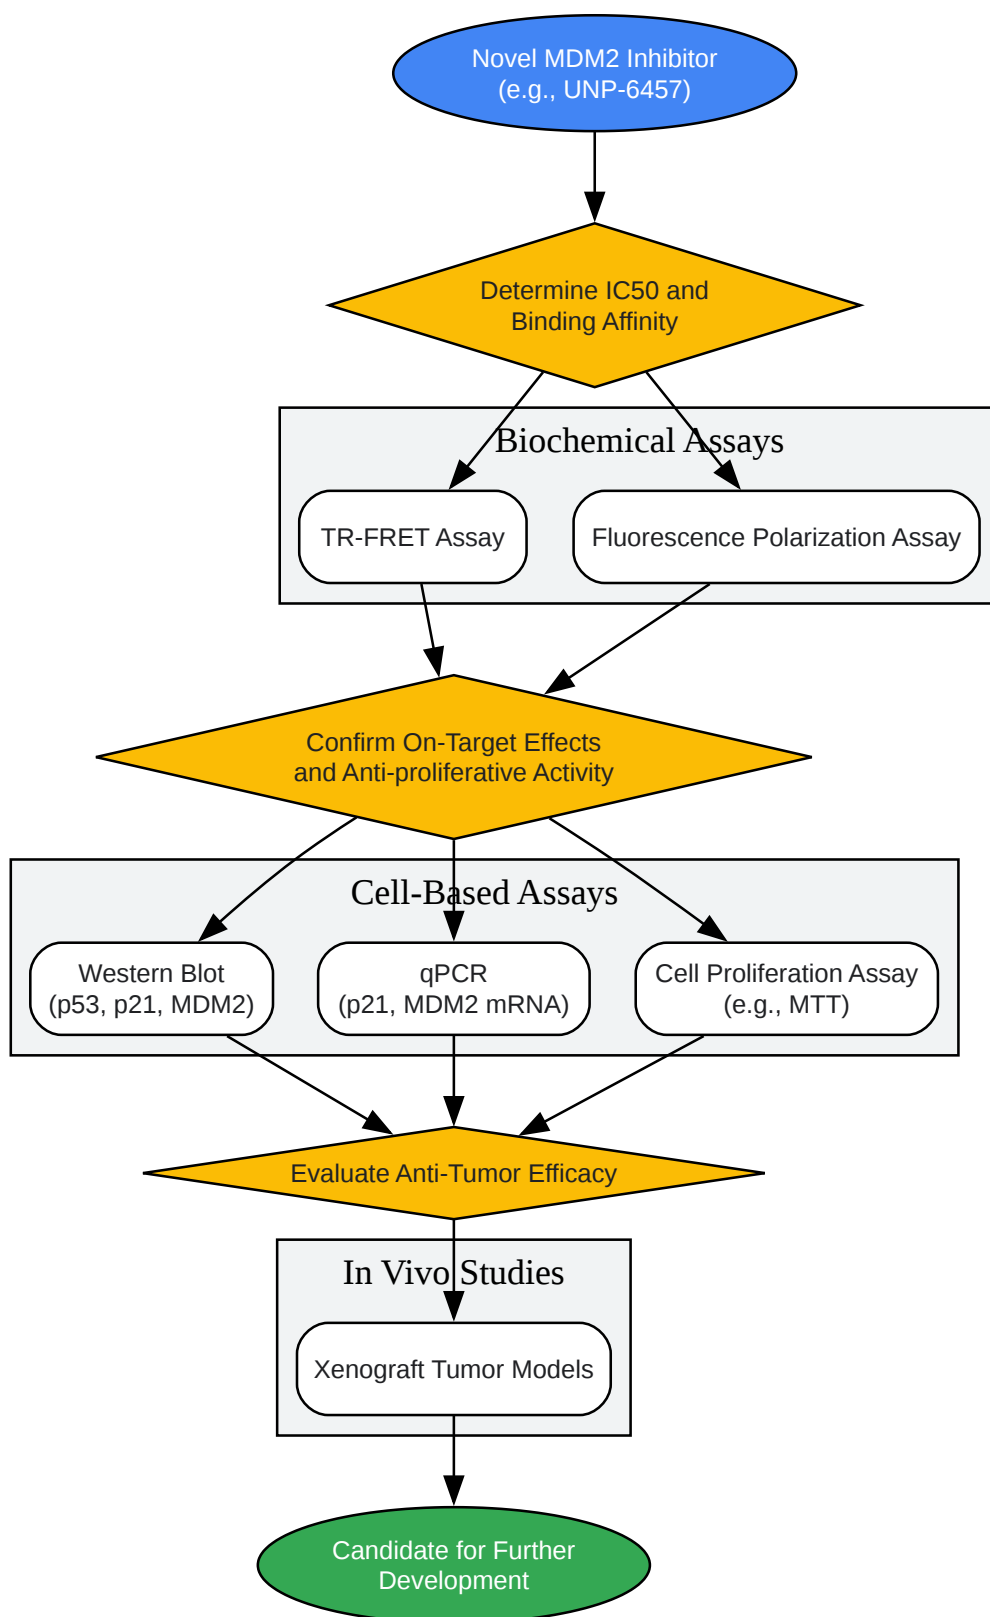 Novel MDM2 Inhibitor
(e.g., UNP-6457)
Determine IC50 and
Binding Affinity
Biochemical Assays
TR-FRET Assay
Fluorescence Polarization Assay
Confirm On-Target Effects
and Anti-proliferative Activity
Cell-Based Assays
Western Blot
(p53, p21, MDM2)
qPCR
(p21, MDM2 mRNA)
Cell Proliferation Assay
(e.g., MTT)
Evaluate Anti-Tumor Efficacy
In Vivo Studies
Xenograft Tumor Models
Candidate for Further
Development